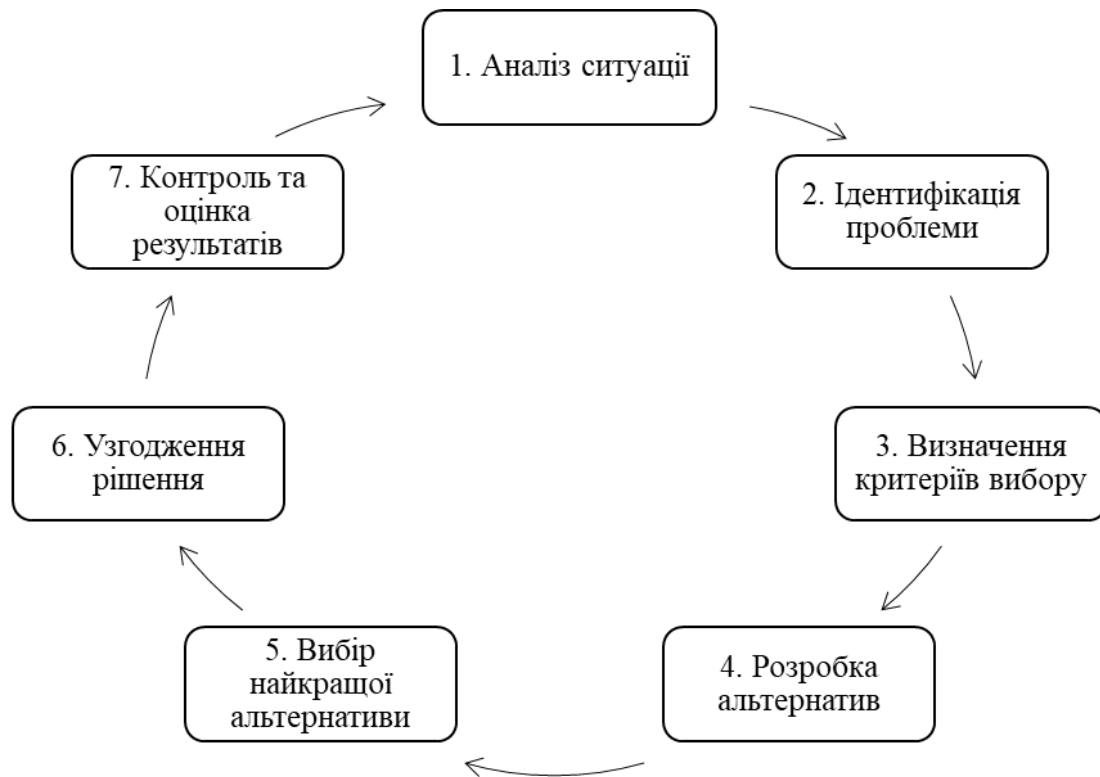 1. Аналіз ситуації
2. Ідентифікація
проблеми
3. Визначення
критеріїв вибору
4. Розробка
альтернатив
5. Вибір
найкращої
альтернативи
6. Узгодження
рішення
7. Контроль та
оцінка
результатів